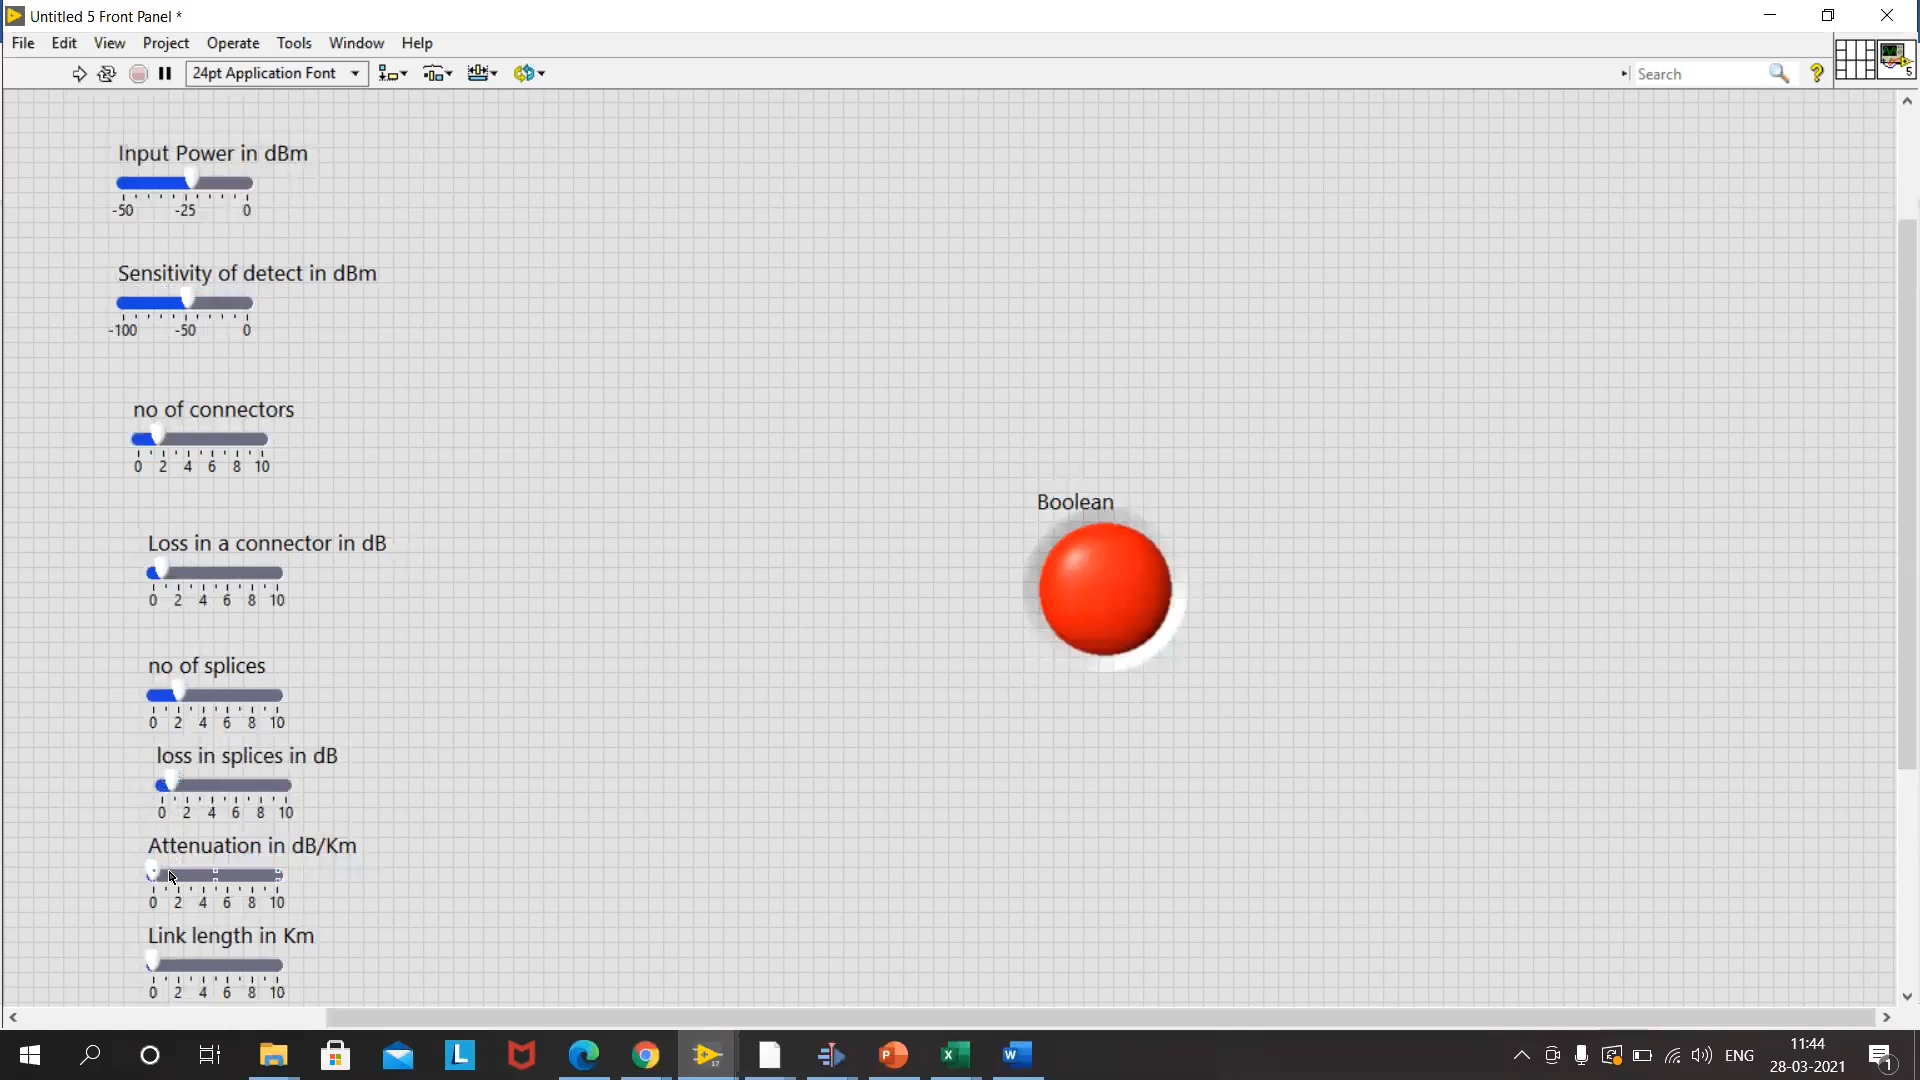 Untitled 5 Front Panel *
File Edit View Project Operate Tools Window Help
24pt Application Font
Search
?
5
Input Power in dBm
-50 -25 0
Sensitivity of detect in dBm
-100 -50 0
no of connectors
0 2 4 6 8 10
Loss in a connector in dB
0 2 4 6 8 10
Boolean
no of splices
0 2 4 6 8 10
loss in splices in dB
0 2 4 6 8 10
Attenuation in dB/Km
0 2 4 6 8 10
Link length in Km
0 2 4 6 8 10
L
17
P
X
W
ENG
11:44
28-03-2021
1